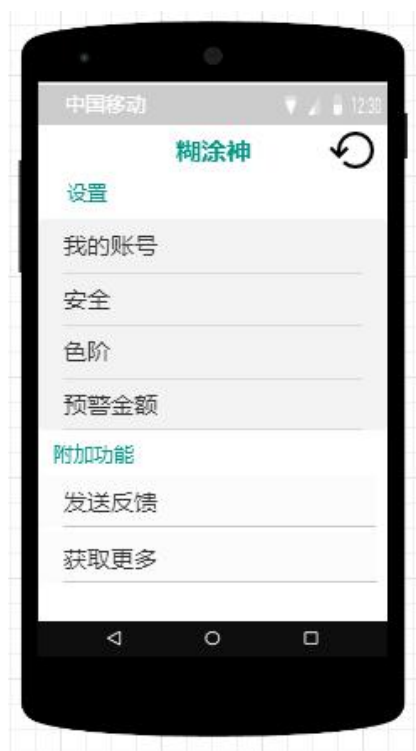 中国移动 12:30
糊涂神
设置
我的账号
安全
色阶
预警金额
附加功能
发送反馈
获取更多